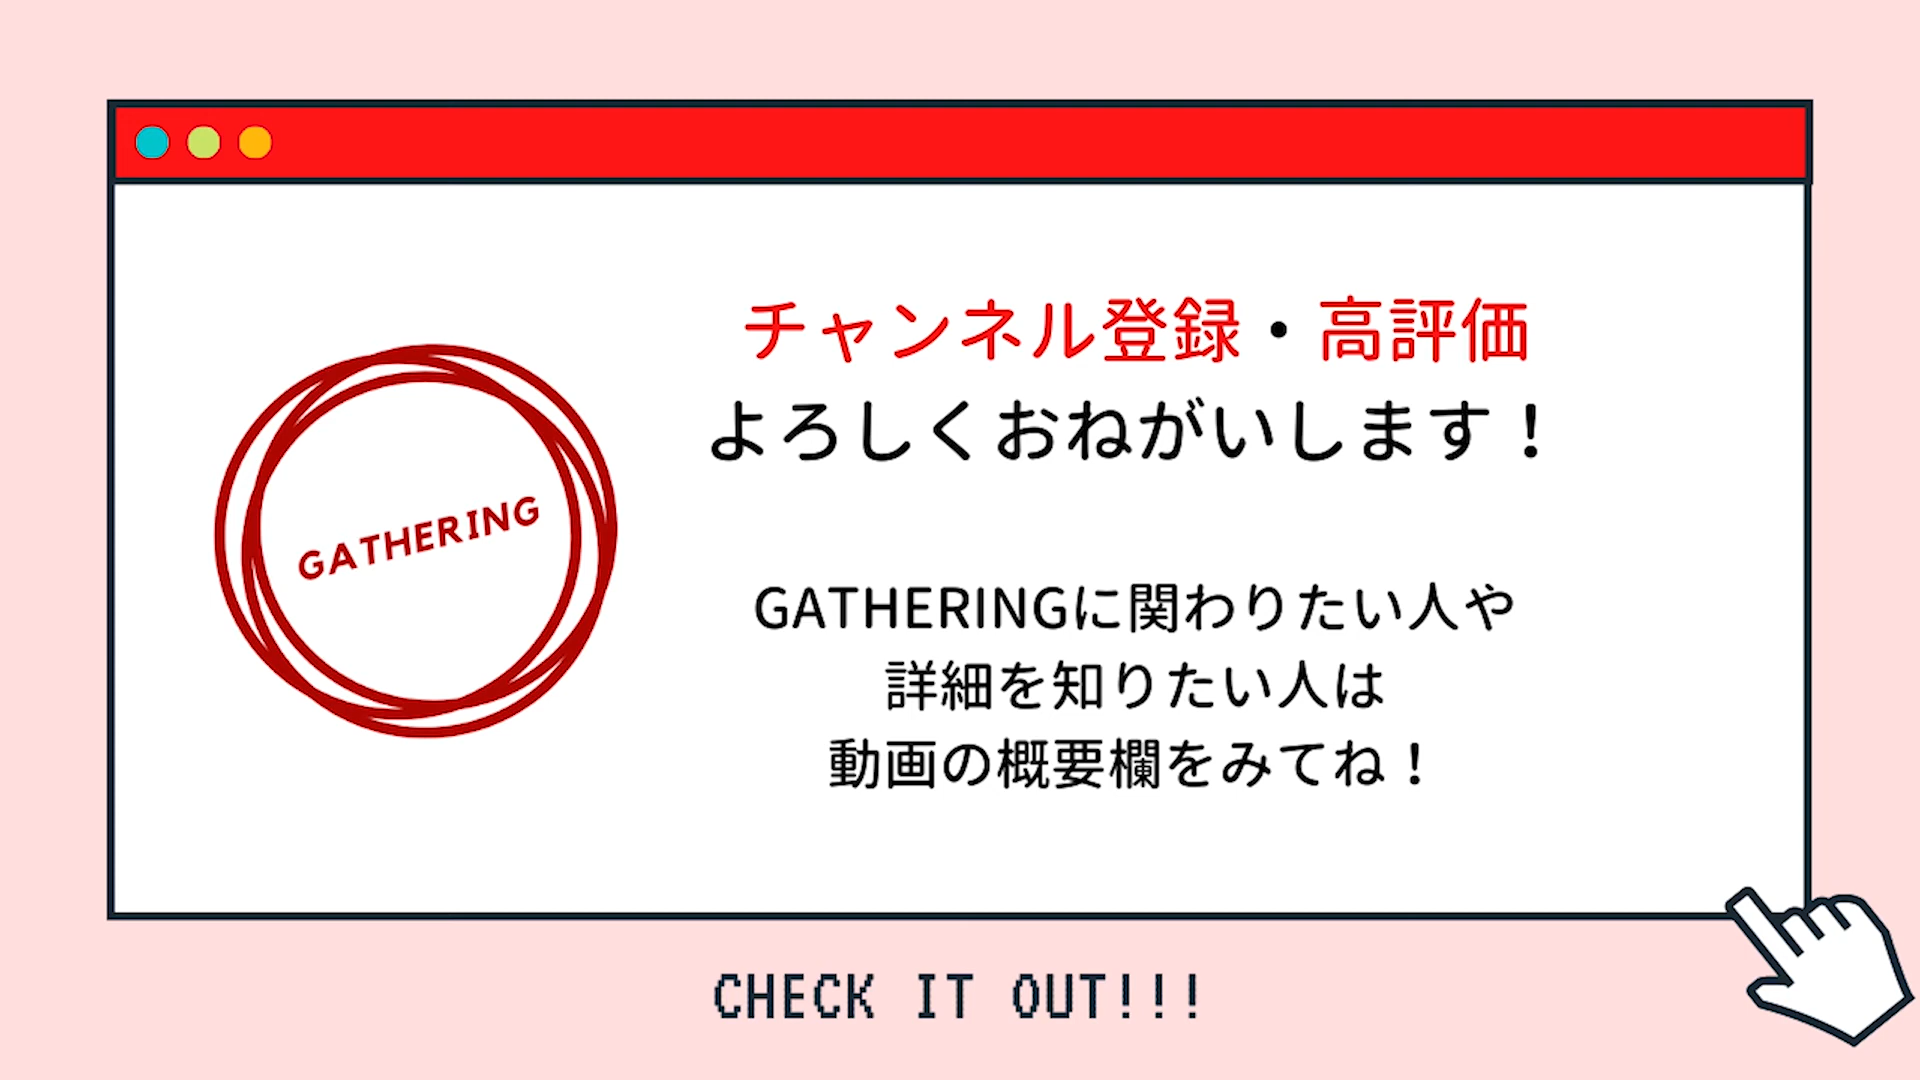 チャンネル登録・高評価
よろしくおねがいします！
GATHERING
GATHERINGに関わりたい人や
詳細を知りたい人は
動画の概要欄をみてね！
CHECK IT OUT!!!